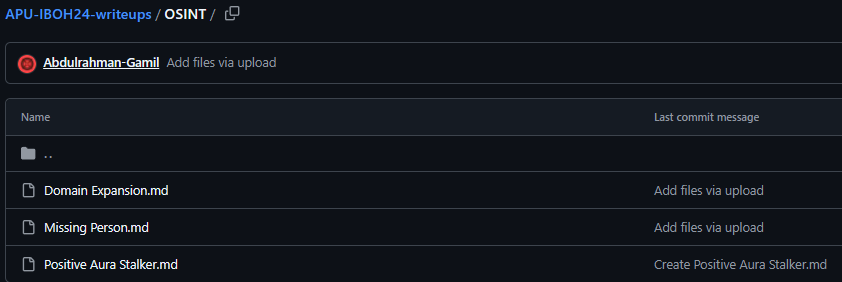 APU-IBOH24-writeups / OSINT /
Abdulrahman-Gamil Add files via upload
Name Last commit message
..
Domain Expansion.md Add files via upload
Missing Person.md Add files via upload
Positive Aura Stalker.md Create Positive Aura Stalker.md